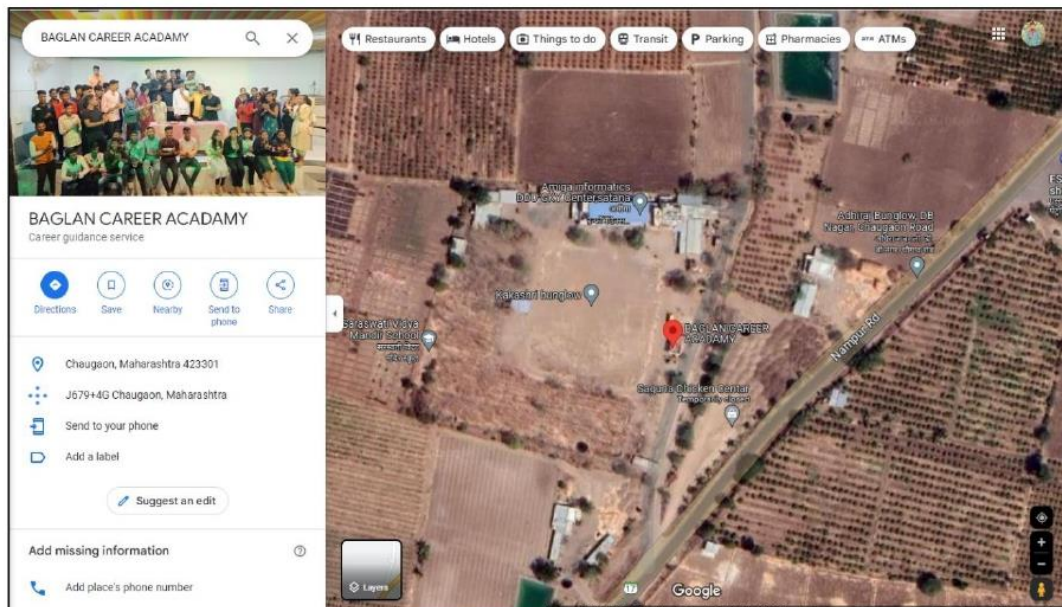 BAGLAN CAREER ACADAMY
Restaurants
Hotels
Things to do
Transit
P Parking
Pharmacies
ATMs
BAGLAN CAREER ACADAMY
Career guidance service
Directions
Save
Nearby
Send to
phone
Share
Chaugaon, Maharashtra 423301
J679+4G Chaugaon, Maharashtra
Send to your phone
Add a label
Suggest an edit
Add missing information
Add place's phone number
informatics
Adhiraj Bunglow, DB
Nagar, Chaugaon Road
Kakashri bunglow
Saraswati Vidya
Mandir School
BAGLAN CAREER
ACADAMY
Nampur Rd
Saguna Chicken Centar
Temporarily closed
Layers
17
Google